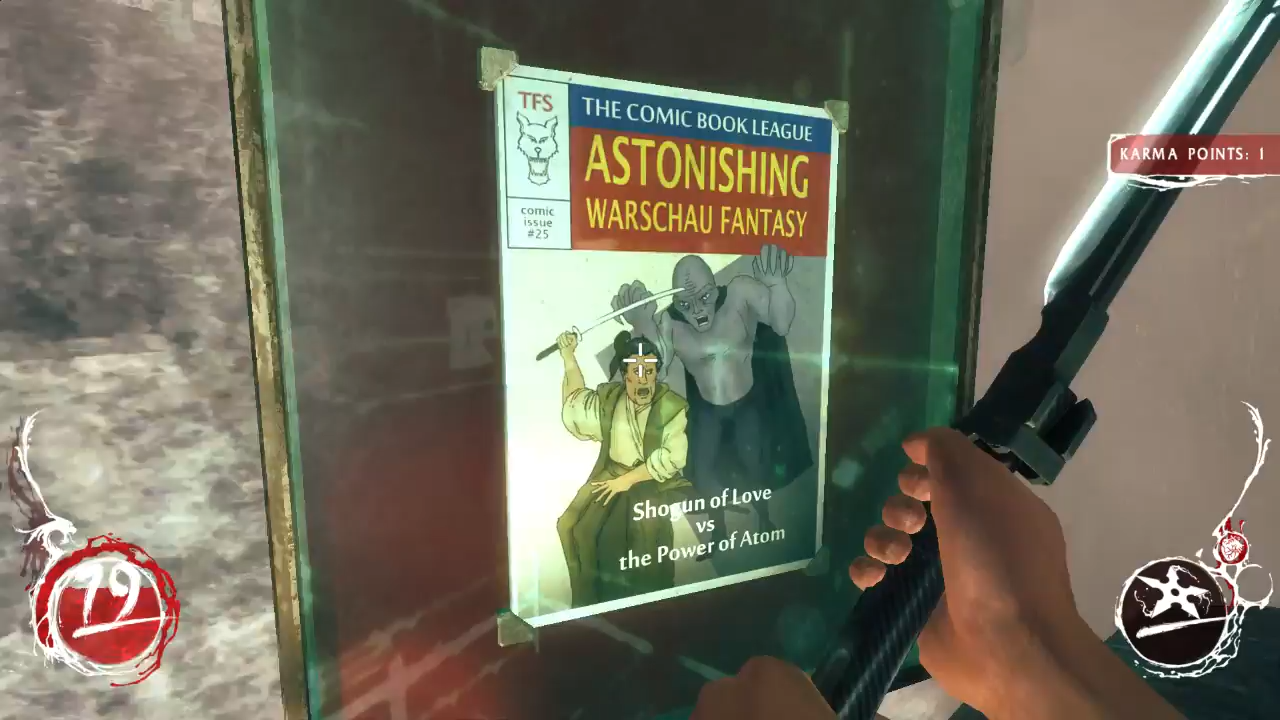 TFS
THE COMIC BOOK LEAGUE
ASTONISHING
WARSCHAU FANTASY
comic
issue
#25
KARMA POINTS: 1
Shogun of Love
vs
the Power of Atom
79